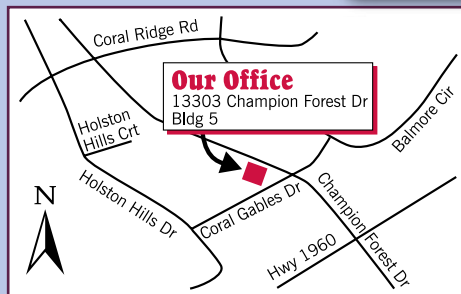 Coral Ridge Rd
Our Office
13303 Champion Forest Dr
Bldg 5
Holston
Hills Crt
Balmore Cir
Holston Hills Dr
Coral Gables Dr
Champion Forest Dr
Hwy 1960
N